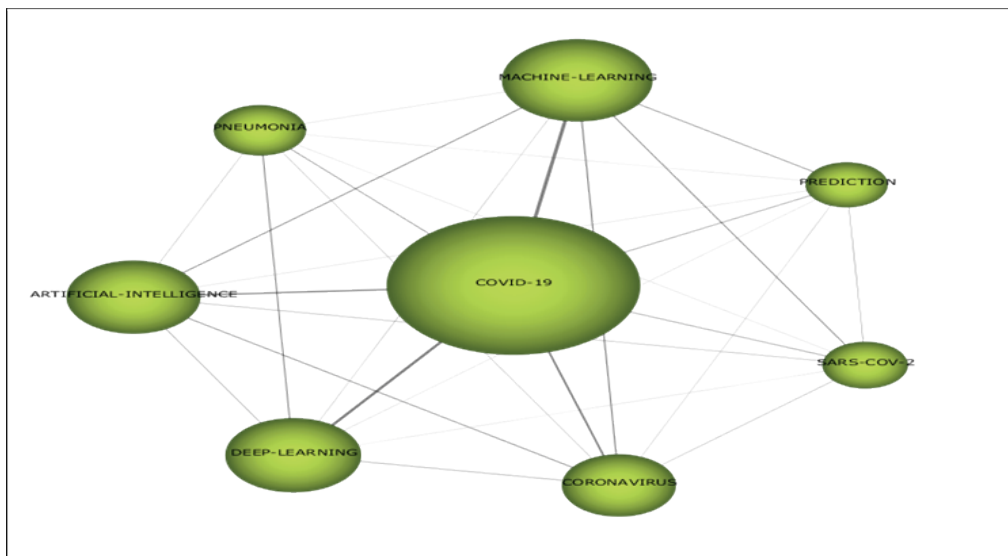 MACHINE-LEARNING
PNEUMONIA
PREDICTION
COVID-19
ARTIFICIAL-INTELLIGENCE
SARS-COV-2
DEEP-LEARNING
CORONAVIRUS